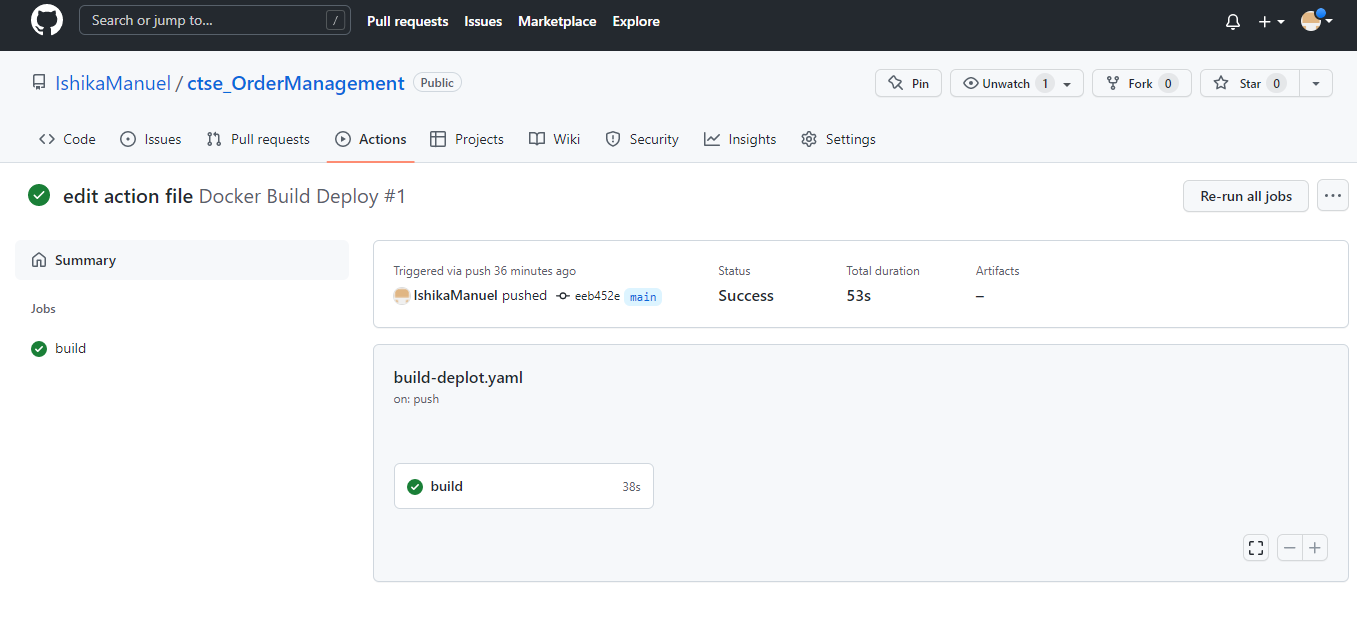 Search or jump to... /
Pull requests Issues Marketplace Explore
IshikaManuel / ctse_OrderManagement Public
Pin Unwatch 1 Fork 0 Star 0
Code Issues Pull requests Actions Projects Wiki Security Insights Settings
edit action file Docker Build Deploy #1
Re-run all jobs ...
Summary
Jobs
build
Triggered via push 36 minutes ago
IshikaManuel pushed eeb452e main
Status
Success
Total duration
53s
Artifacts
–
build-deplot.yaml
on: push
build 38s